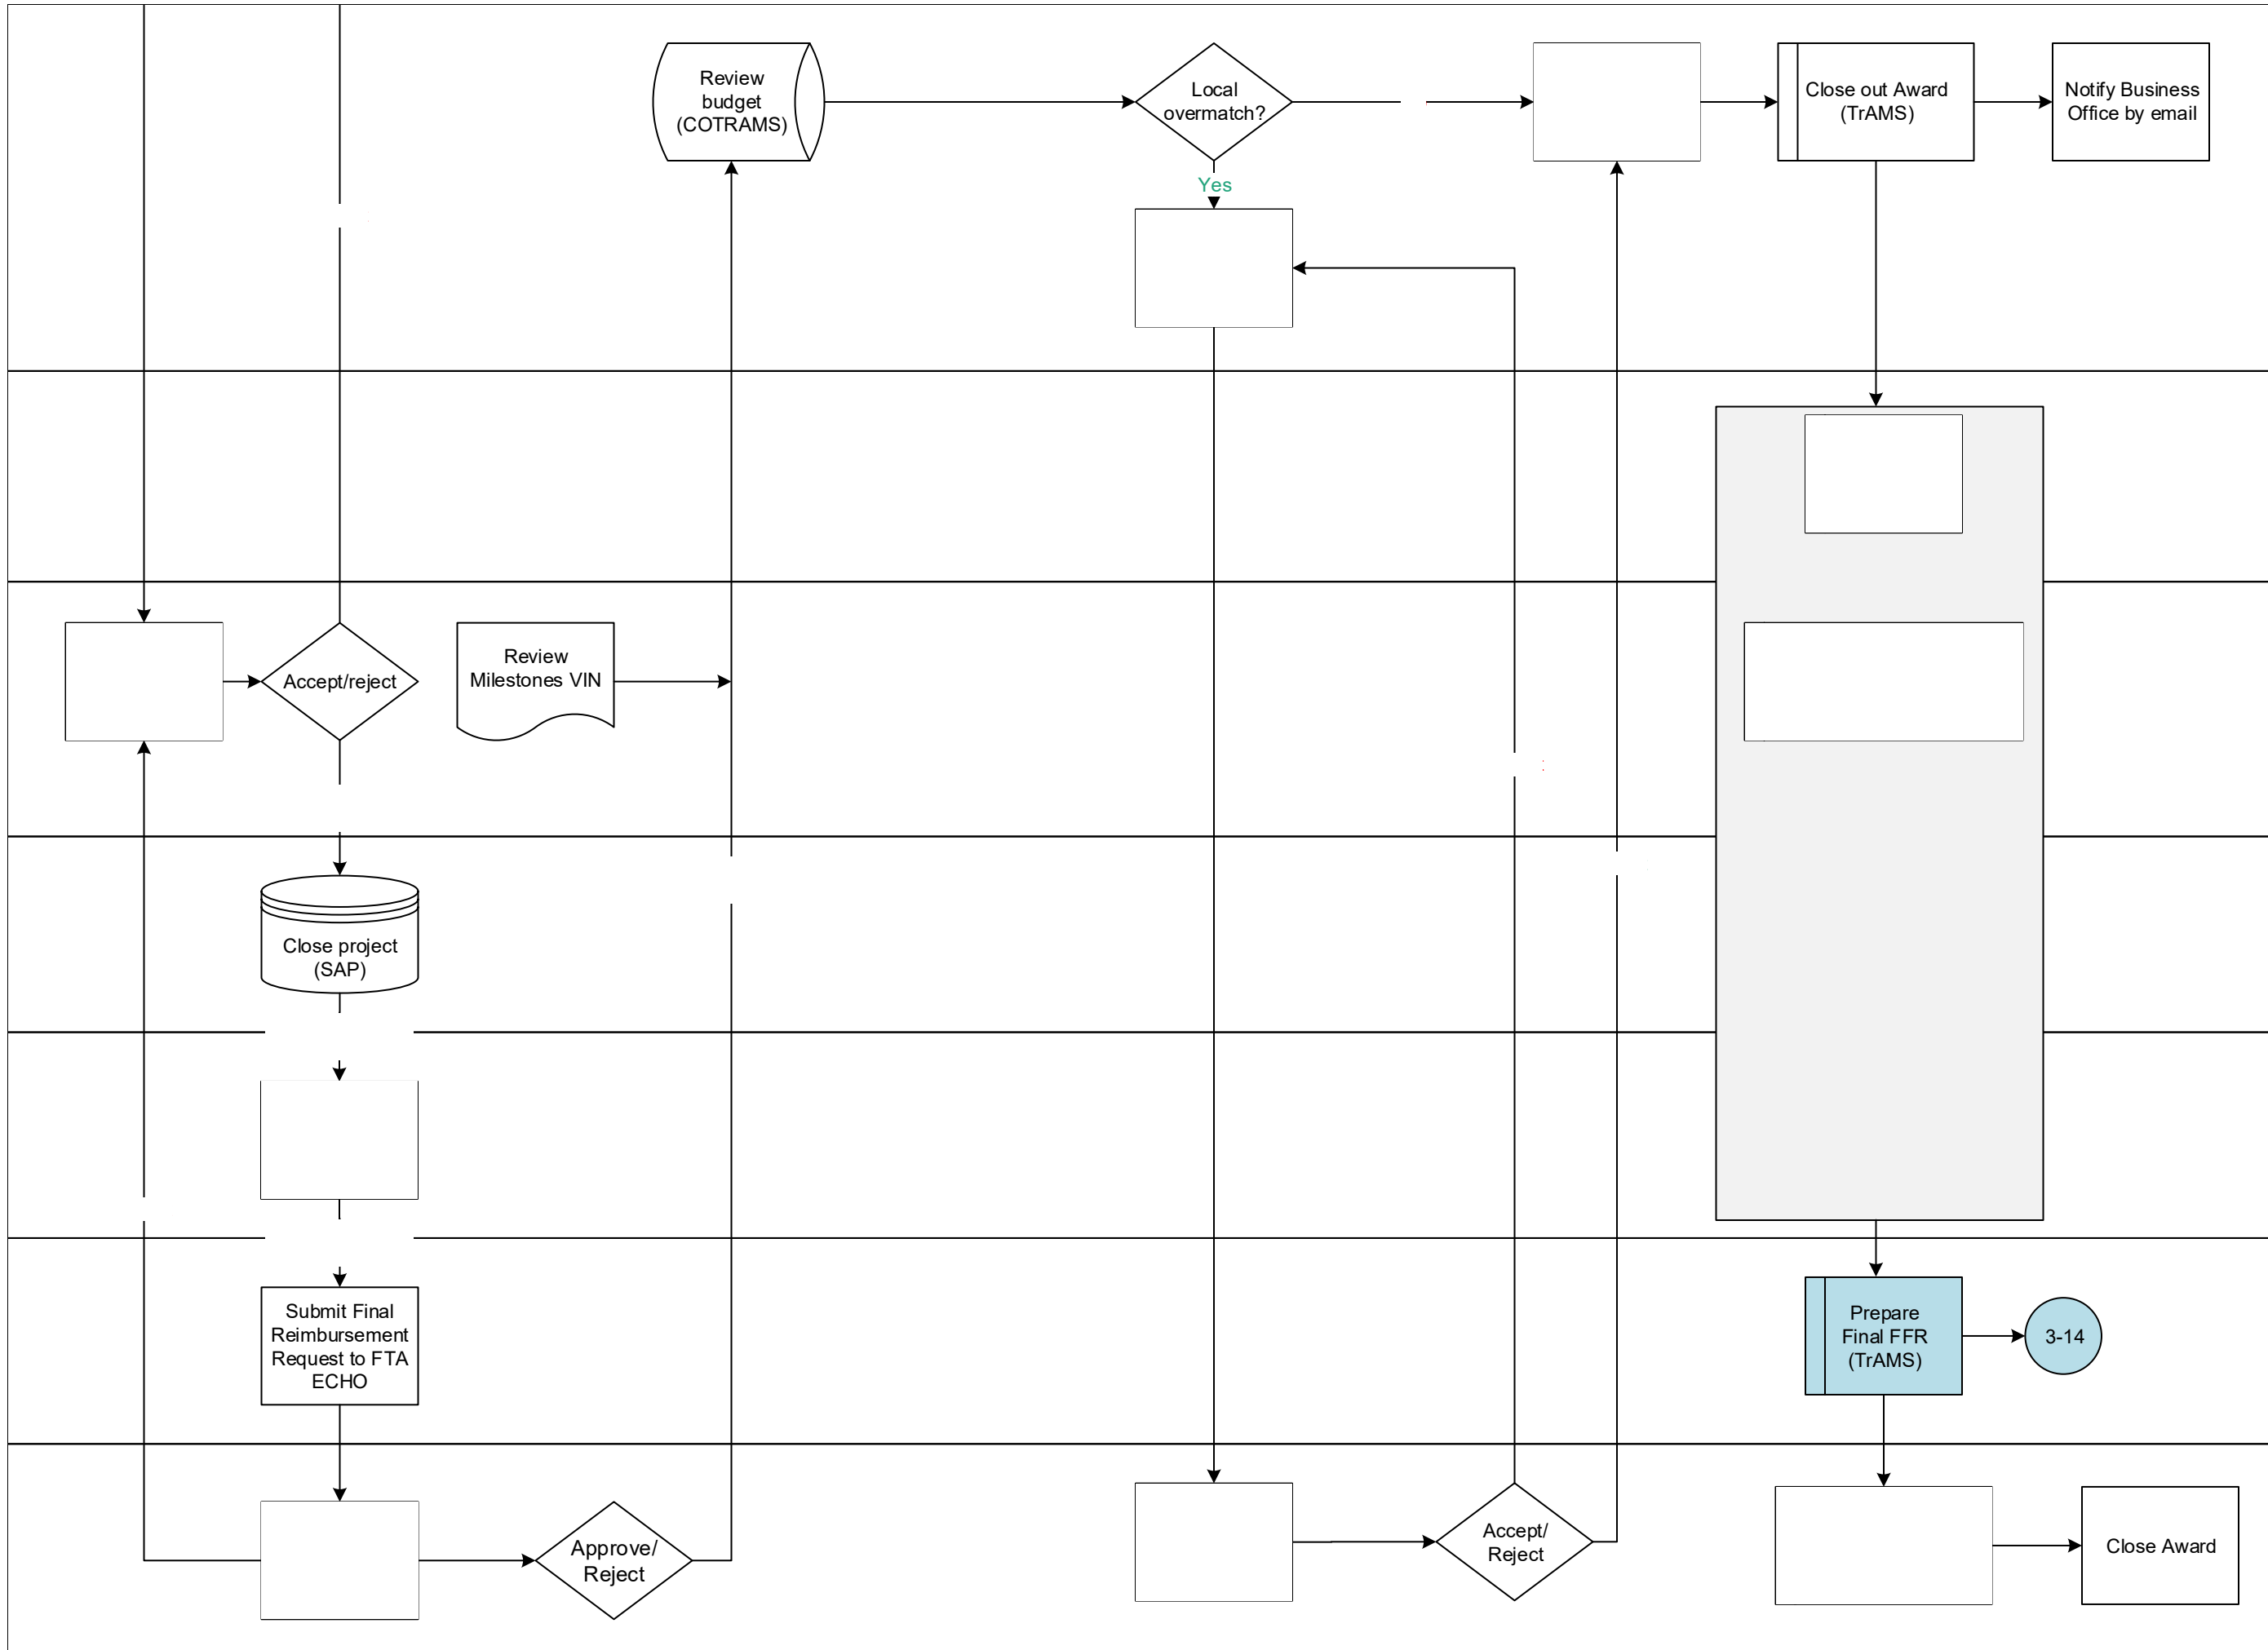 Review
budget
(COTRAMS)
Local
overmatch?
Close out Award
(TrAMS)
Notify Business
Office by email
Yes
Accept/reject
Review
Milestones VIN
Close project
(SAP)
Submit Final
Reimbursement
Request to FTA
ECHO
Prepare
Final FFR
(TrAMS)
3-14
Approve/
Reject
Accept/
Reject
Close Award